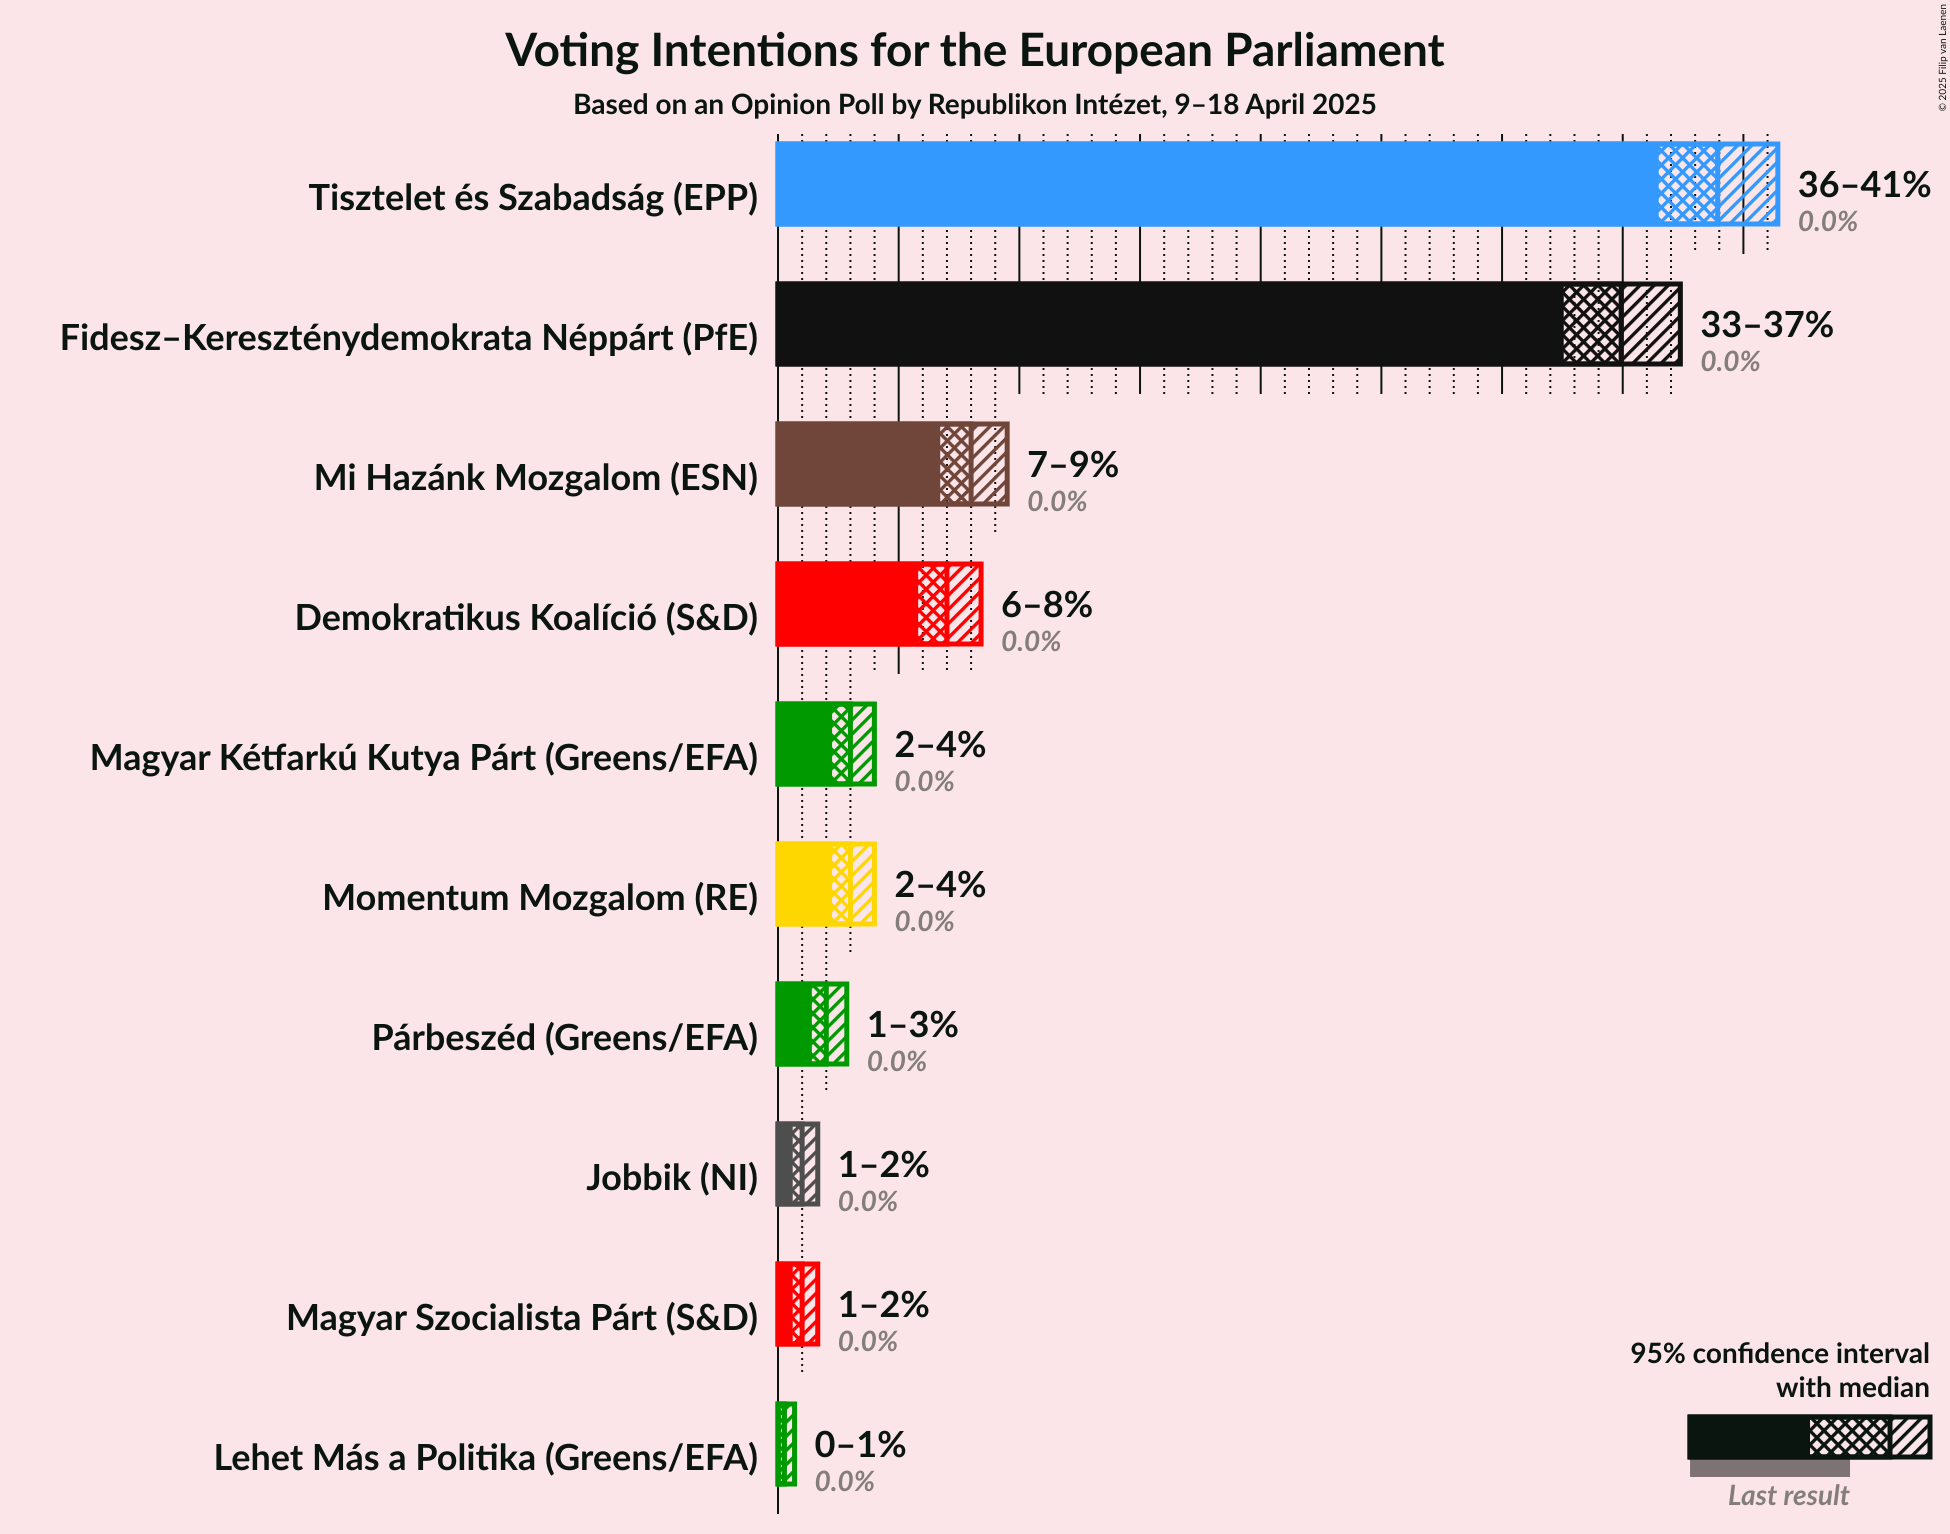 Voting Intentions for the European Parliament
Based on an Opinion Poll by Republikon Intézet, 9–18 April 2025
© 2025 Filip van Laenen
Tisztelet és Szabadság (EPP)
36–41%
0.0%
Fidesz–Kereszténydemokrata Néppárt (PfE)
33–37%
0.0%
Mi Hazánk Mozgalom (ESN)
7–9%
0.0%
Demokratikus Koalíció (S&D)
6–8%
0.0%
Magyar Kétfarkú Kutya Párt (Greens/EFA)
2–4%
0.0%
Momentum Mozgalom (RE)
2–4%
0.0%
Párbeszéd (Greens/EFA)
1–3%
0.0%
Jobbik (NI)
1–2%
0.0%
Magyar Szocialista Párt (S&D)
1–2%
0.0%
Lehet Más a Politika (Greens/EFA)
0–1%
0.0%
95% confidence interval
with median
Last result